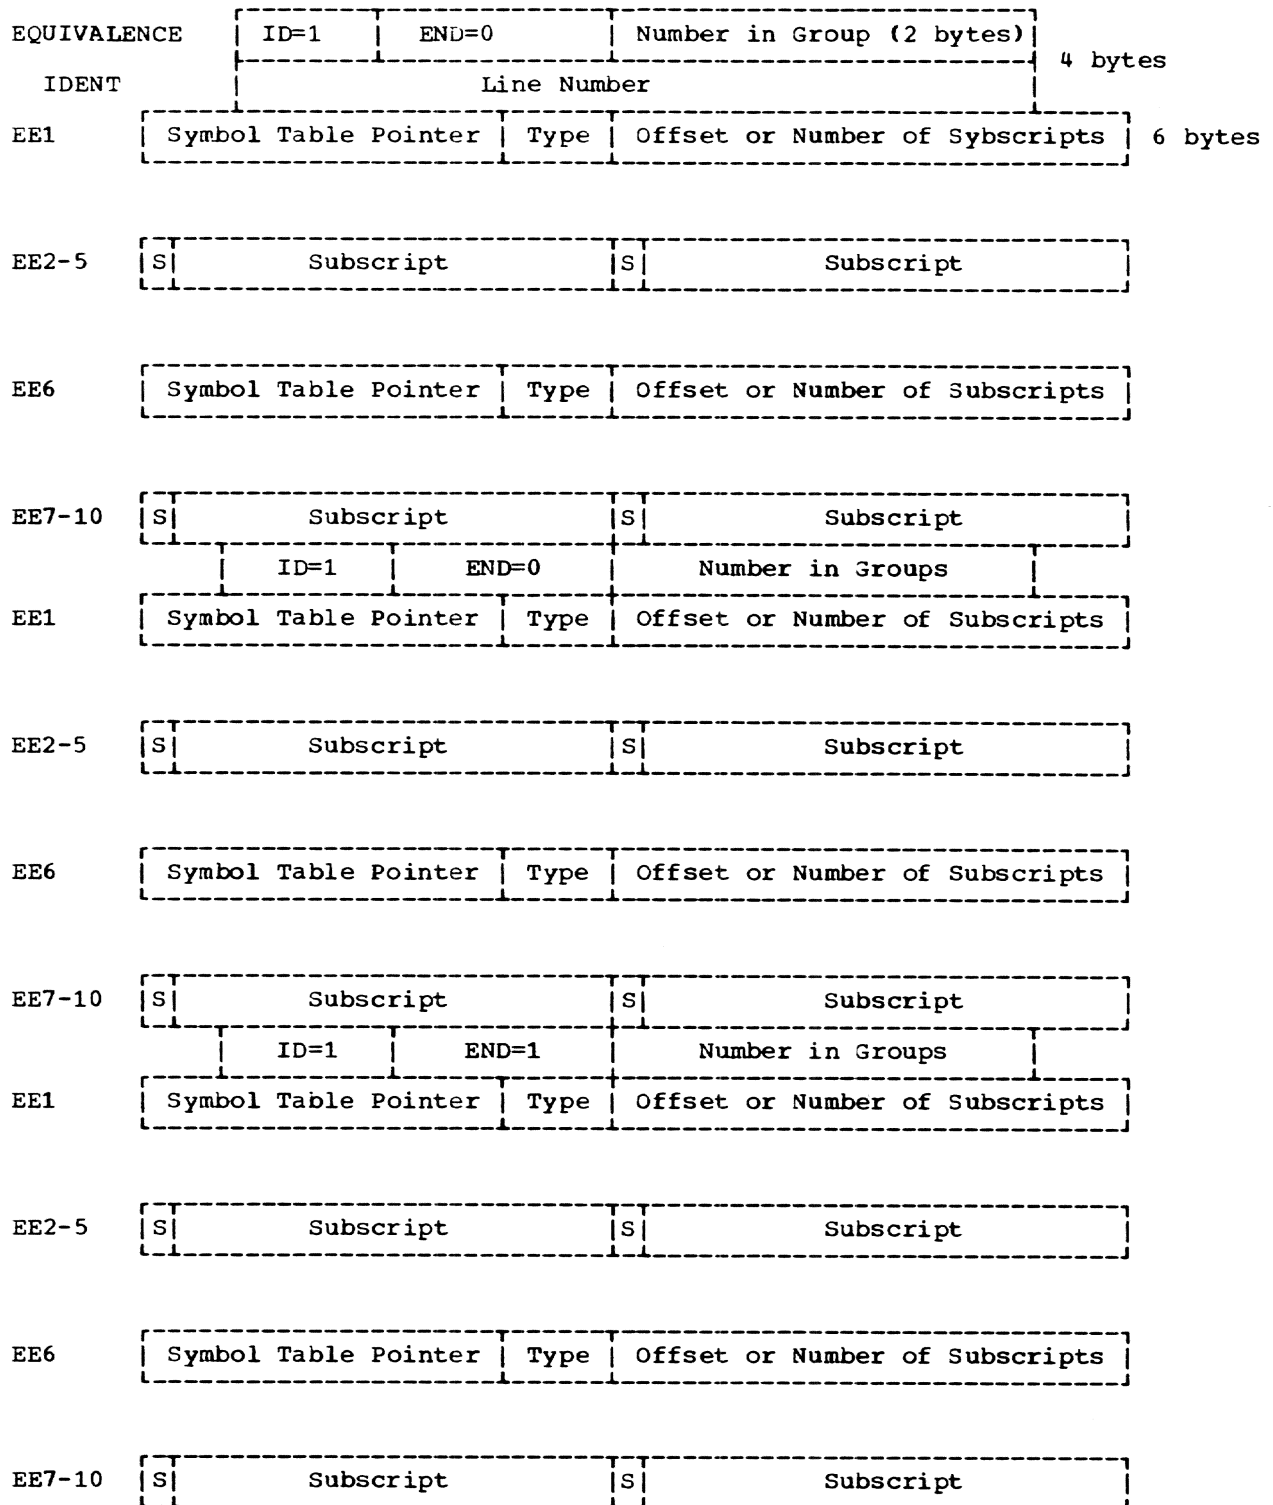 EQUIVALENCE ID=1 END=0 Number in Group (2 bytes)
4 bytes
IDENT Line Number
EE1 Symbol Table Pointer Type Offset or Number of Sybscripts 6 bytes
EE2-5 S Subscript S Subscript
EE6 Symbol Table Pointer Type Offset or Number of Subscripts
EE7-10 S Subscript S Subscript
ID=1 END=0 Number in Groups
EE1 Symbol Table Pointer Type Offset or Number of Subscripts
EE2-5 S Subscript S Subscript
EE6 Symbol Table Pointer Type Offset or Number of Subscripts
EE7-10 S Subscript S Subscript
ID=1 END=1 Number in Groups
EE1 Symbol Table Pointer Type Offset or Number of Subscripts
EE2-5 S Subscript S Subscript
EE6 Symbol Table Pointer Type Offset or Number of Subscripts
EE7-10 S Subscript S Subscript